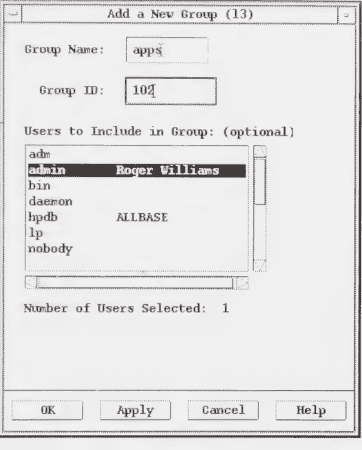 Add a New Group (l3)
Group Name: apps
Group ID: 102
Users to Include in Group: (optional)
adm
admin Roger Williams
bin
daemon
hpdb ALLBASE
lp
nobody
Number of Users Selected: 1
OK Apply Cancel Help